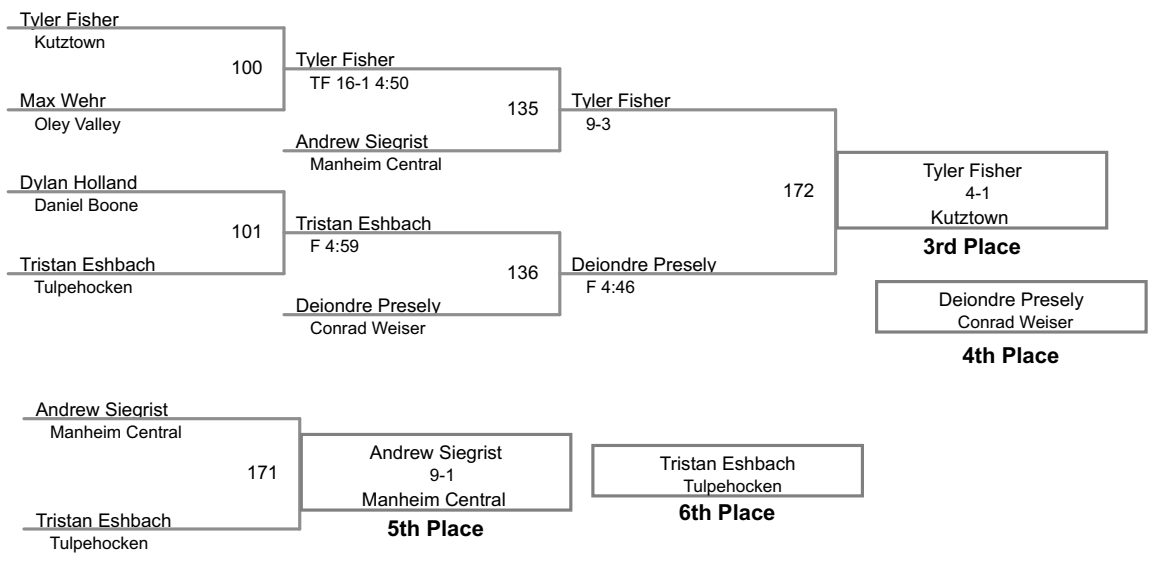 Tyler Fisher
Kutztown
100
Max Wehr
Oley Valley
Tyler Fisher
TF 16-1 4:50
135
Andrew Siegrist
Manheim Central
Dylan Holland
Daniel Boone
101
Tristan Eshbach
Tulpehocken
Tristan Eshbach
F 4:59
136
Deiondre Presely
Conrad Weiser
Tyler Fisher
9-3
172
Deiondre Presely
F 4:46
Tyler Fisher
4-1
Kutztown
3rd Place
Deiondre Presely
Conrad Weiser
4th Place
Andrew Siegrist
Manheim Central
171
Tristan Eshbach
Tulpehocken
Andrew Siegrist
9-1
Manheim Central
5th Place
Tristan Eshbach
Tulpehocken
6th Place